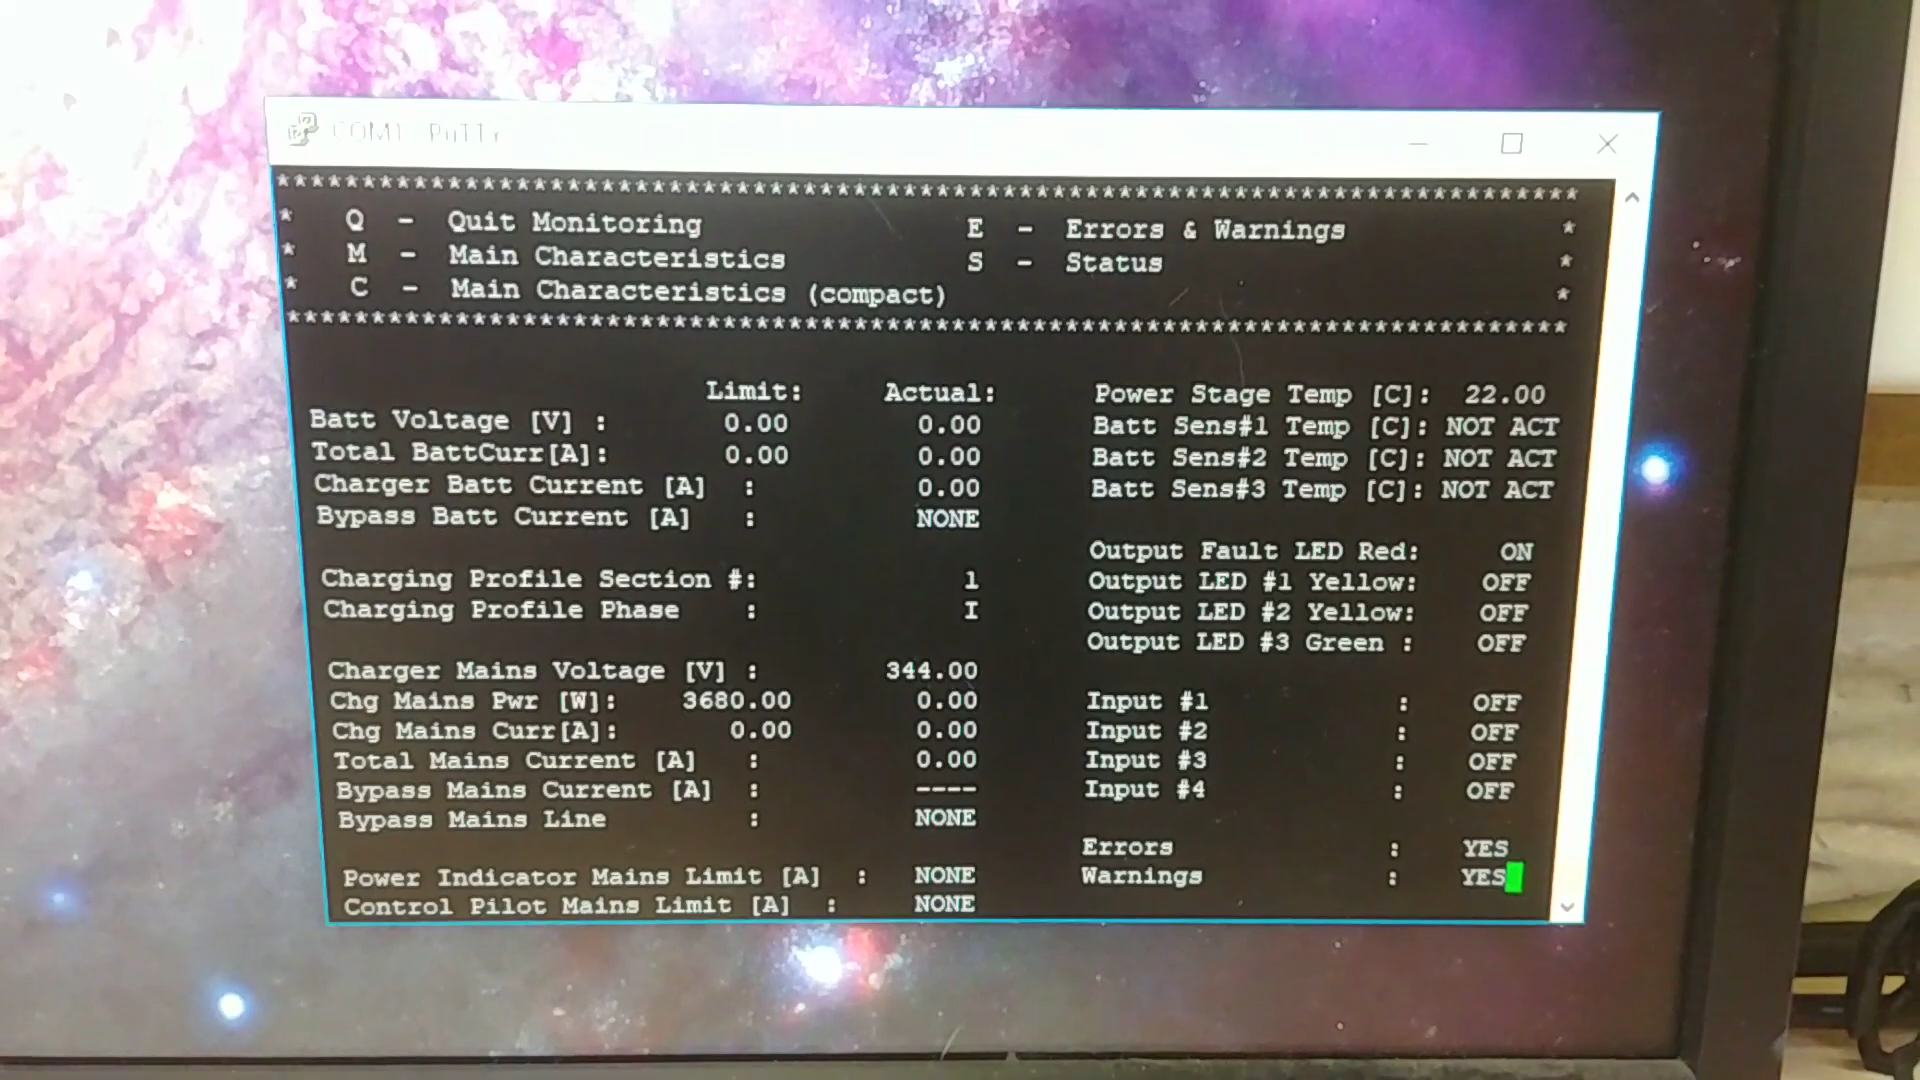 COM1 PuTTY
********************************************************************************
* Q - Quit Monitoring E - Errors & Warnings *
* M - Main Characteristics S - Status *
* C - Main Characteristics (compact) *
********************************************************************************
Limit: Actual: Power Stage Temp [C]: 22.00
Batt Voltage [V] : 0.00 0.00 Batt Sens#1 Temp [C]: NOT ACT
Total BattCurr[A]: 0.00 0.00 Batt Sens#2 Temp [C]: NOT ACT
Charger Batt Current [A] : 0.00 Batt Sens#3 Temp [C]: NOT ACT
Bypass Batt Current [A] : NONE
Output Fault LED Red: ON
Charging Profile Section #: 1 Output LED #1 Yellow: OFF
Charging Profile Phase : I Output LED #2 Yellow: OFF
Output LED #3 Green : OFF
Charger Mains Voltage [V] : 344.00
Chg Mains Pwr [W]: 3680.00 0.00 Input #1 : OFF
Chg Mains Curr[A]: 0.00 0.00 Input #2 : OFF
Total Mains Current [A] : 0.00 Input #3 : OFF
Bypass Mains Current [A] : ---- Input #4 : OFF
Bypass Mains Line : NONE
Errors : YES
Power Indicator Mains Limit [A] : NONE Warnings : YES
Control Pilot Mains Limit [A] : NONE